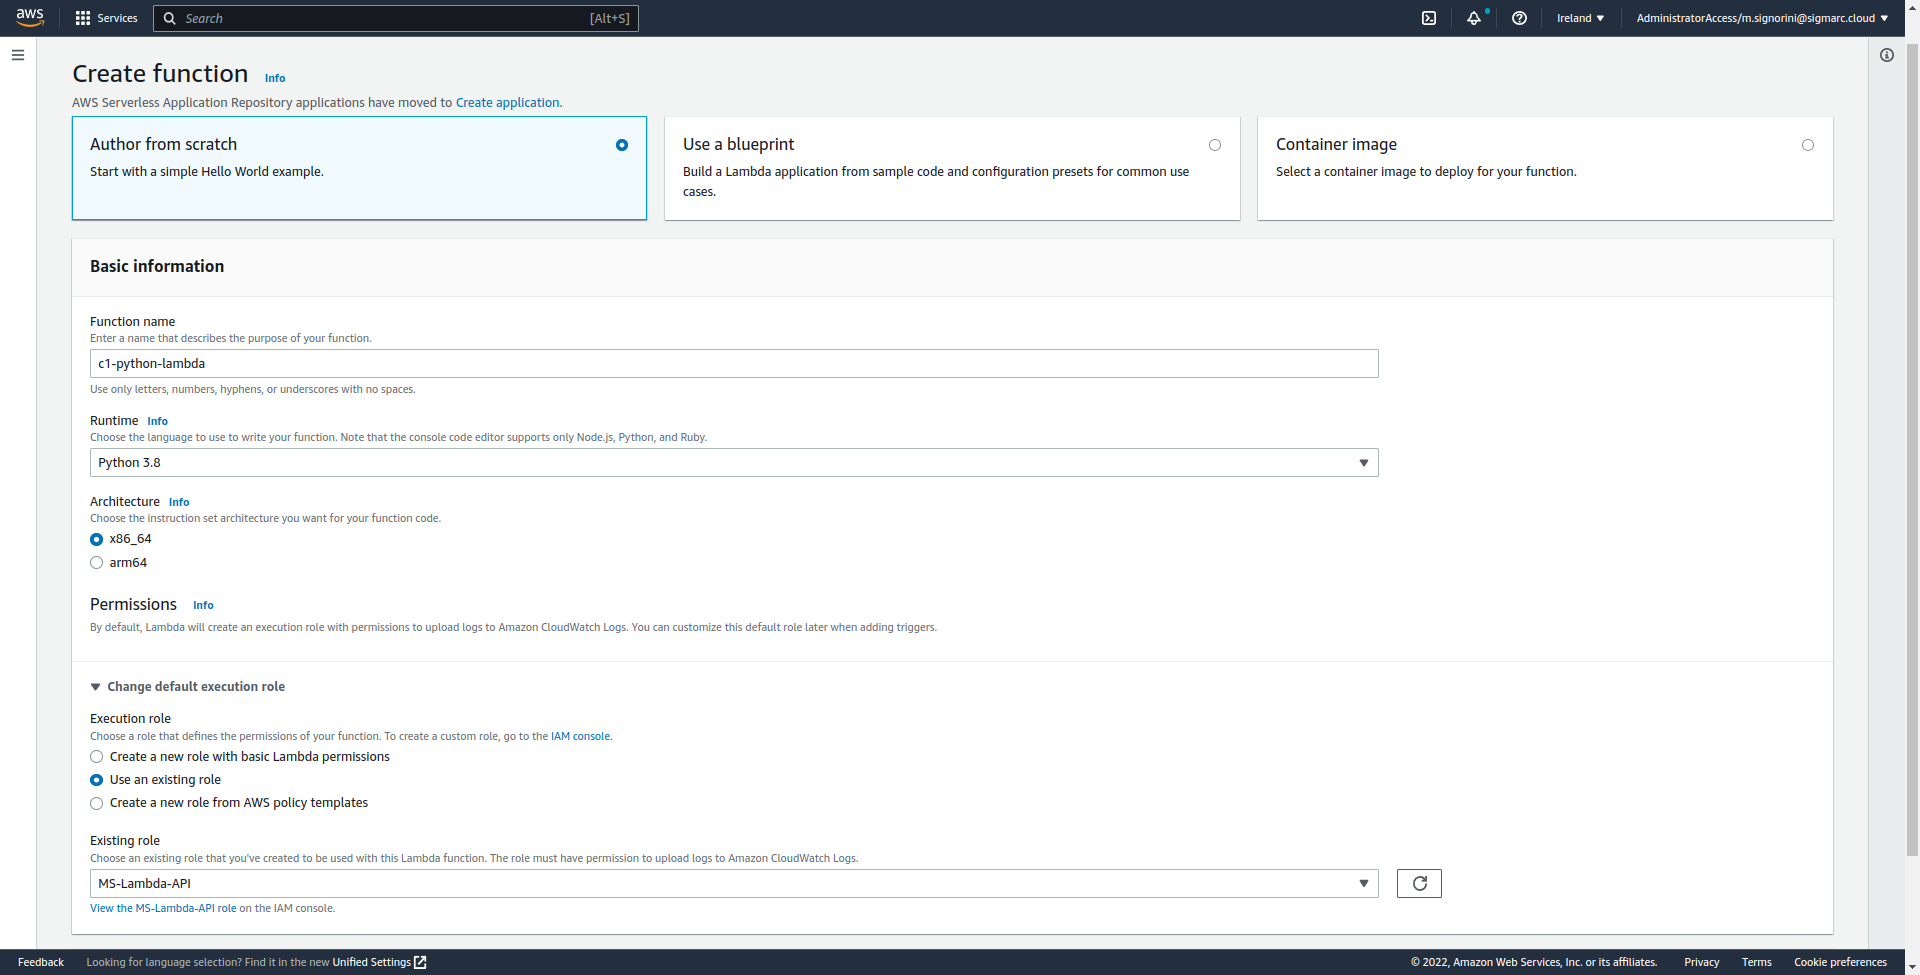 aws
Services
Search
[Alt+S]
Ireland
AdministratorAccess/m.signorini@sigmarc.cloud
Create function Info
AWS Serverless Application Repository applications have moved to Create application.
Author from scratch
Start with a simple Hello World example.
Use a blueprint
Build a Lambda application from sample code and configuration presets for common use
cases.
Container image
Select a container image to deploy for your function.
Basic information
Function name
Enter a name that describes the purpose of your function.
c1-python-lambda
Use only letters, numbers, hyphens, or underscores with no spaces.
Runtime Info
Choose the language to use to write your function. Note that the console code editor supports only Node.js, Python, and Ruby.
Python 3.8
Architecture Info
Choose the instruction set architecture you want for your function code.
x86_64
arm64
Permissions Info
By default, Lambda will create an execution role with permissions to upload logs to Amazon CloudWatch Logs. You can customize this default role later when adding triggers.
Change default execution role
Execution role
Choose a role that defines the permissions of your function. To create a custom role, go to the IAM console.
Create a new role with basic Lambda permissions
Use an existing role
Create a new role from AWS policy templates
Existing role
Choose an existing role that you've created to be used with this Lambda function. The role must have permission to upload logs to Amazon CloudWatch Logs.
MS-Lambda-API
View the MS-Lambda-API role on the IAM console.
Feedback
Looking for language selection? Find it in the new Unified Settings
© 2022, Amazon Web Services, Inc. or its affiliates.
Privacy
Terms
Cookie preferences